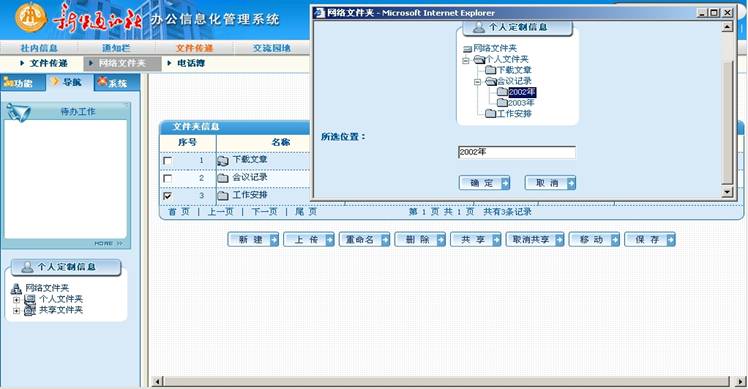 新快通知社 办公信息化管理系统
社内信息 通知栏 文件传递 交流园地
文件传递 网络文件夹 电话簿
功能 导航 系统
待办工作
MORE >>
个人定制信息
网络文件夹
个人文件夹
共享文件夹
文件夹信息
序号 名称
1 下载文章
2 会议记录
3 工作安排
首 页 | 上一页 | 下一页 | 尾 页 第 1 页 共 1 页 共有3条记录
新 建 上 传 重命名 删 除 共 享 取消共享 移 动 保 存
网络文件夹 - Microsoft Internet Explorer
个人定制信息
网络文件夹
个人文件夹
下载文章
会议记录
2002年
2003年
工作安排
所选位置：
2002年
确 定 取 消